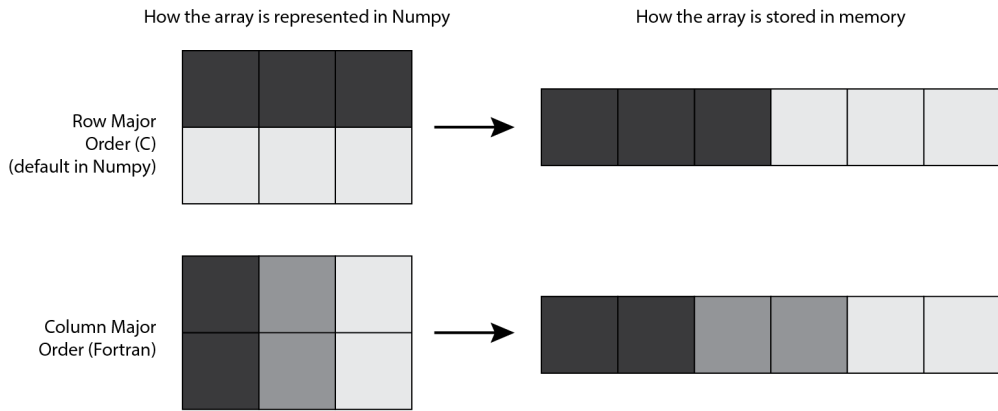 How the array is represented in Numpy
How the array is stored in memory
Row Major
Order (C)
(default in Numpy)
Column Major
Order (Fortran)